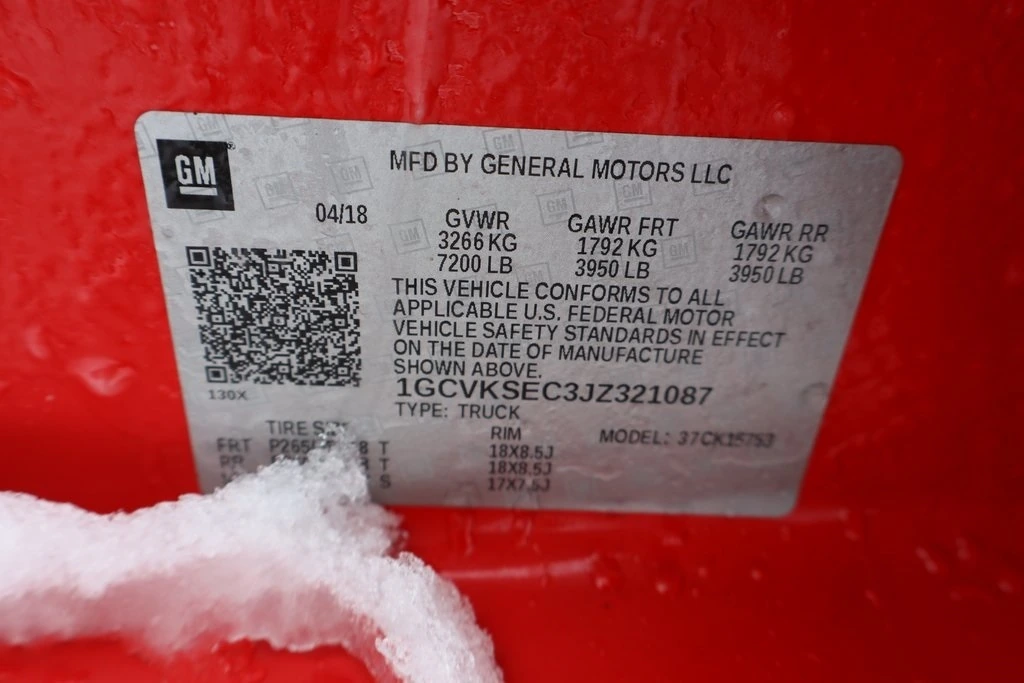 GM
MFD BY GENERAL MOTORS LLC
04/18
GVWR
3266 KG
7200 LB
GAWR FRT
1792 KG
3950 LB
GAWR RR
1792 KG
3950 LB
THIS VEHICLE CONFORMS TO ALL
APPLICABLE U.S. FEDERAL MOTOR
VEHICLE SAFETY STANDARDS IN EFFECT
ON THE DATE OF MANUFACTURE
SHOWN ABOVE.
130X
1GCVKSEC3JZ321087
TYPE: TRUCK
MODEL:
TIRE
RIM
FRT T 18X8.5J
RR T 18X8.5J
S 17X7.5J